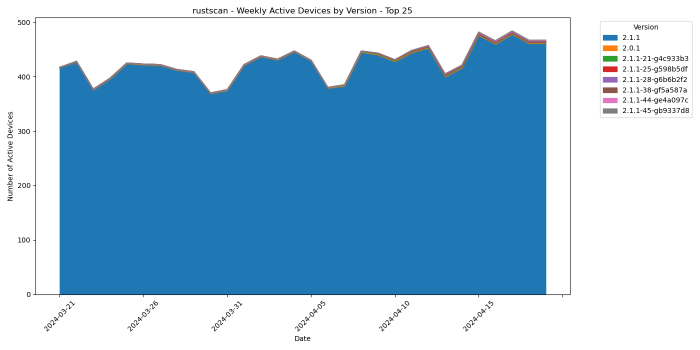 rustscan - Weekly Active Devices by Version - Top 25
Number of Active Devices
500
400
300
200
100
0
2024-03-21
2024-03-26
2024-03-31
2024-04-05
2024-04-10
2024-04-15
Date
Version
2.1.1
2.0.1
2.1.1-21-g4c933b3
2.1.1-25-g598b5df
2.1.1-28-g6b6b2f2
2.1.1-38-gf5a587a
2.1.1-44-ge4a097c
2.1.1-45-gb9337d8